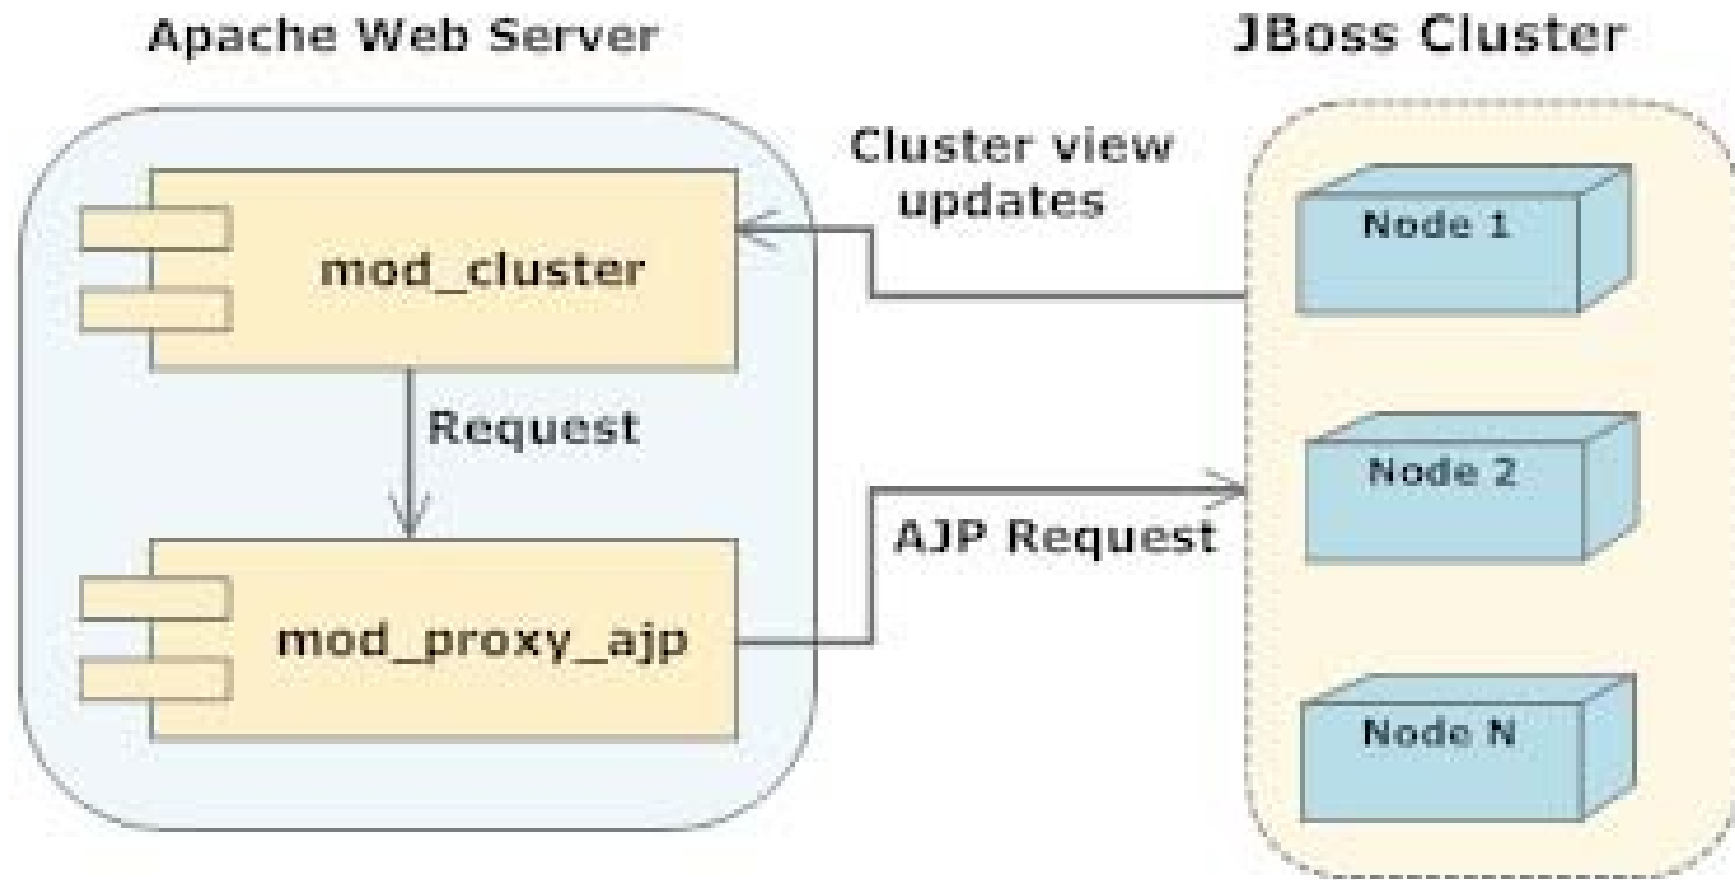 Apache Web Server
JBoss Cluster
Cluster view
updates
Node 1
mod_cluster
Request
Node 2
AJP Request
mod_proxy_ajp
Node N